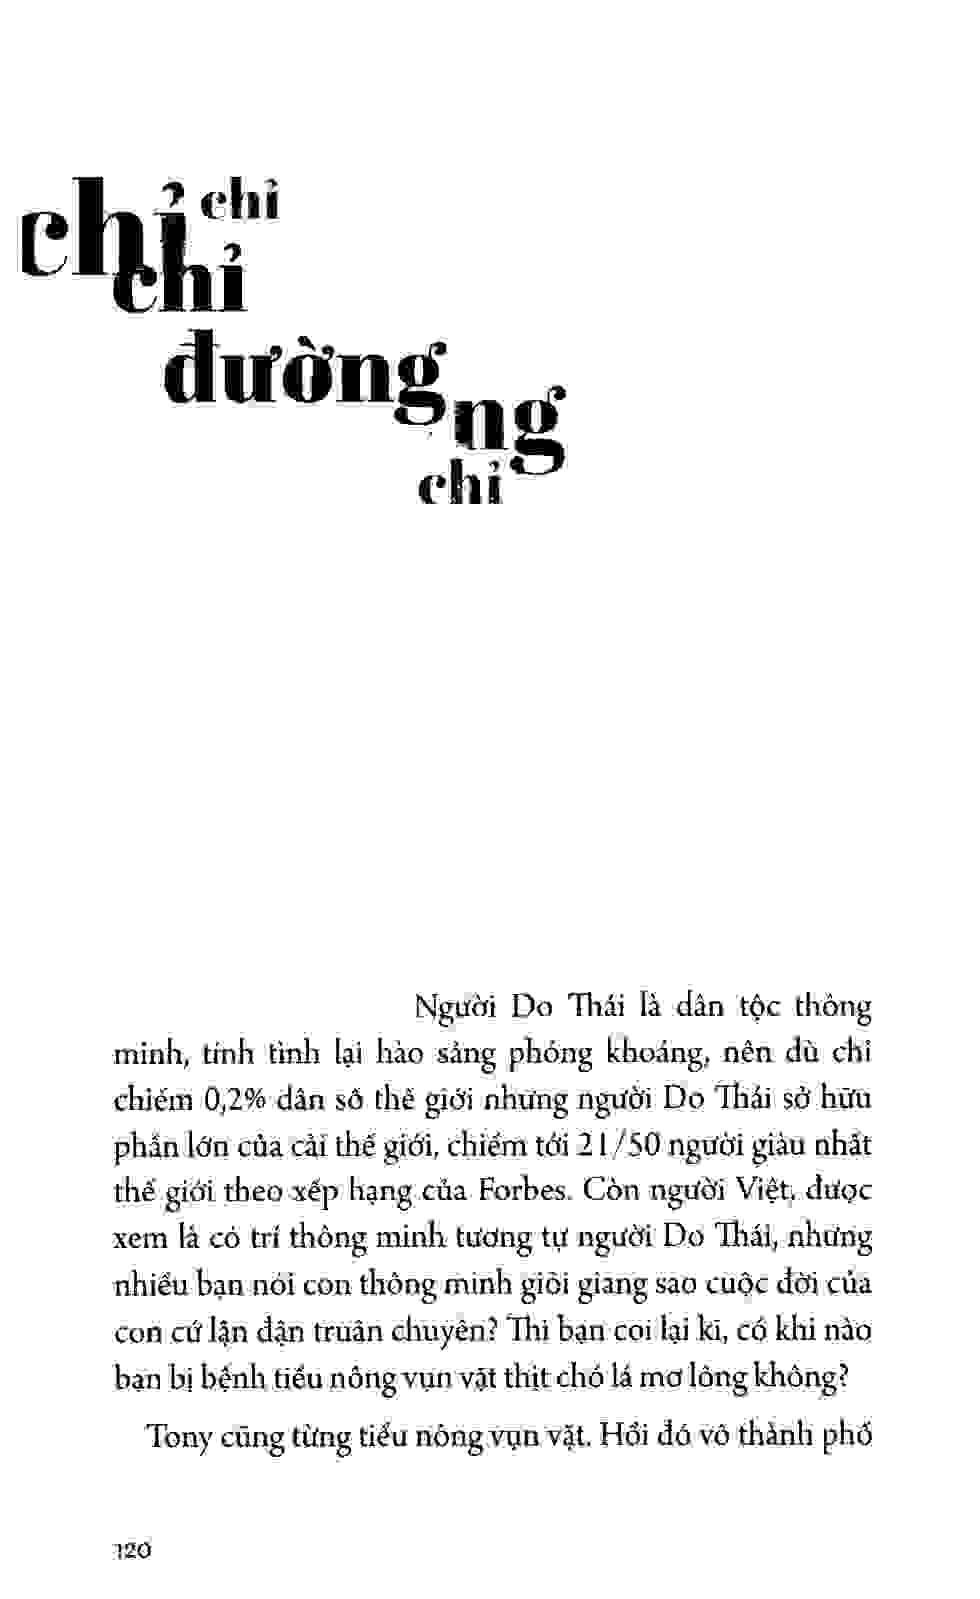 chỉ chỉ
chỉ
đường
ng
chỉ
Người Do Thái là dân tộc thông
minh, tính tình lại hào sảng phóng khoáng, nên dù chỉ
chiếm 0,2% dân số thế giới nhưng người Do Thái sở hữu
phần lớn của cải thế giới, chiếm tới 21/50 người giàu nhất
thế giới theo xếp hạng của Forbes. Còn người Việt, được
xem là có trí thông minh tương tự người Do Thái, nhưng
nhiều bạn nói con thông minh giỏi giang sao cuộc đời của
con cứ lận đận truân chuyên? Thì bạn coi lại kĩ, có khi nào
bạn bị bệnh tiểu nông vụn vặt thịt chó lá mơ lông không?
Tony cũng từng tiểu nông vụn vặt. Hồi đó vô thành phố
120